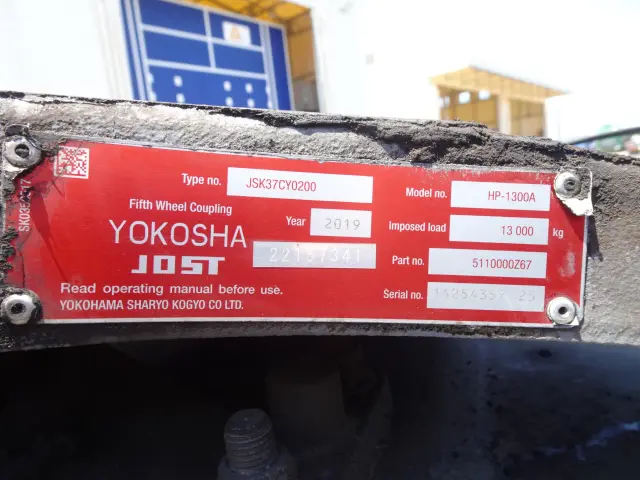 Type no. JSK37CY0200
Model no. HP-1300A
Fifth Wheel Coupling
Year 2019
Imposed load 13 000 kg
YOKOSHA
22157341
Part no. 5110000Z67
JOST
Serial no.
Read operating manual before use.
YOKOHAMA SHARYO KOGYO CO LTD.